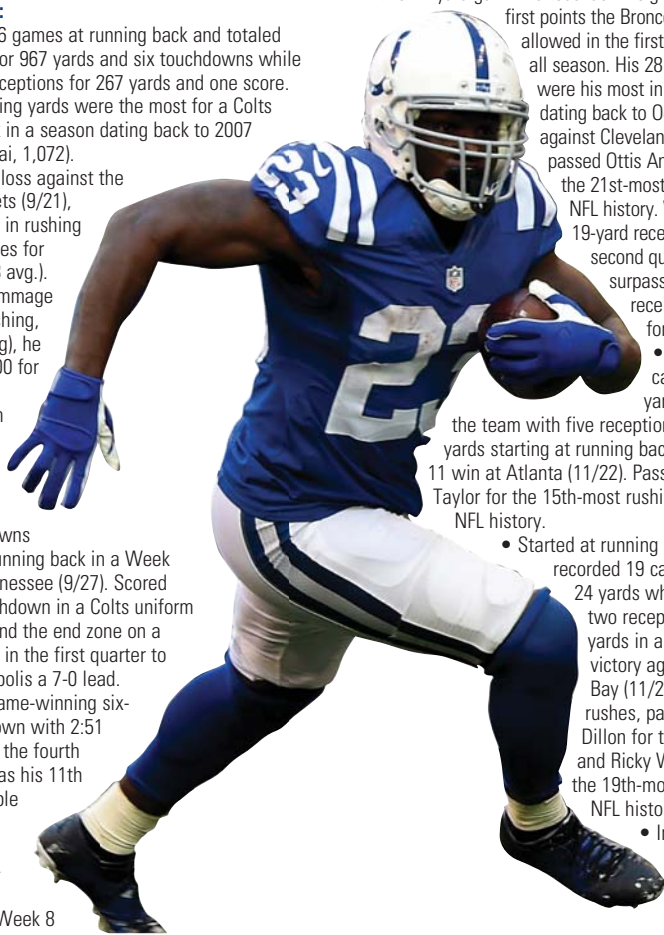 :
6 games at running back and totaled
or 967 yards and six touchdowns while
ceptions for 267 yards and one score.
ing yards were the most for a Colts
in a season dating back to 2007
ai, 1,072).
loss against the
ets (9/21),
in rushing
es for
avg.).
mmage
shing,
g), he
00 for
wns
unning back in a Week
nessee (9/27). Scored
hdown in a Colts uniform
nd the end zone on a
in the first quarter to
polis a 7-0 lead.
ame-winning six-
own with 2:51
the fourth
as his 11th
ple
Week 8
first points the Bronco
allowed in the first
all season. His 28
were his most in
dating back to O
against Clevelan
passed Ottis An
the 21st-most
NFL history.
19-yard rece
second qu
surpass
rece
for
•
ca
yar
the team with five reception
yards starting at running bac
11 win at Atlanta (11/22). Pass
Taylor for the 15th-most rushi
NFL history.
• Started at running
recorded 19 ca
24 yards wh
two recep
yards in a
victory ag
Bay (11/2
rushes, pa
Dillon for t
and Ricky W
the 19th-mo
NFL histo
• In
23
23
NFL